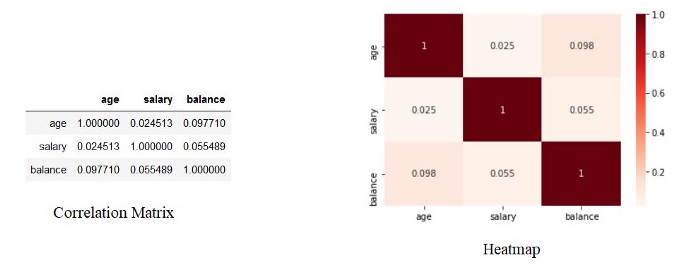 age salary balance
age 1.000000 0.024513 0.097710
salary 0.024513 1.000000 0.055489
balance 0.097710 0.055489 1.000000
Correlation Matrix
age 1 0.025 0.098
salary 0.025 1 0.055
balance 0.098 0.055 1
age salary balance
1.0
0.8
0.6
0.4
0.2
Heatmap